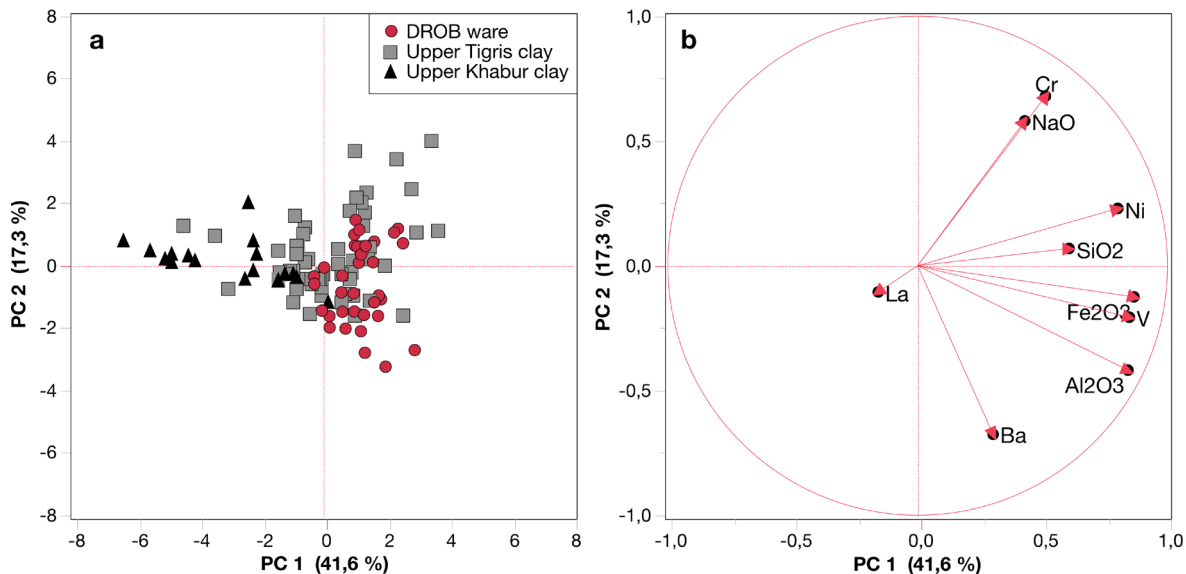 a
DROB ware
Upper Tigris clay
Upper Khabur clay
8
6
4
2
0
-2
-4
-6
-8
PC 2 (17,3 %)
-8 -6 -4 -2 0 2 4 6 8
PC 1 (41,6 %)
b
1,0
0,5
0,0
-0,5
-1,0
PC 2 (17,3 %)
Cr
NaO
Ni
SiO2
La
Fe2O3
V
Al2O3
Ba
-1,0 -0,5 0,0 0,5 1,0
PC 1 (41,6 %)